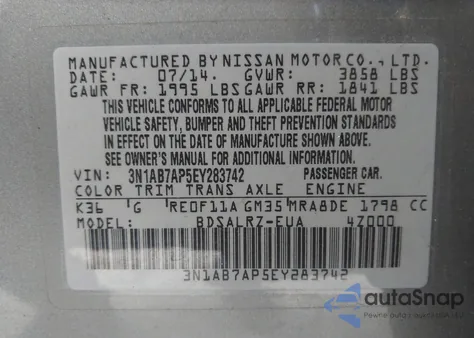 MANUFACTURED BY NISSAN MOTOR CO., LTD.
DATE: 07/14. GVWR: 3858 LBS
GAWR FR: 1995 LBS GAWR RR: 1841 LBS
THIS VEHICLE CONFORMS TO ALL APPLICABLE FEDERAL MOTOR
VEHICLE SAFETY, BUMPER AND THEFT PREVENTION STANDARDS
IN EFFECT ON THE DATE OF MANUFACTURE SHOWN ABOVE.
SEE OWNER'S MANUAL FOR ADDITIONAL INFORMATION.
VIN: 3N1AB7AP5EY283742 PASSENGER CAR.
COLOR TRIM TRANS AXLE ENGINE
K36 G RE0F11A GM35 MRA8DE 1798 CC
MODEL: BDSALRZ-EUA 4Z000
3N1AB7AP5EY283742
autoSnap